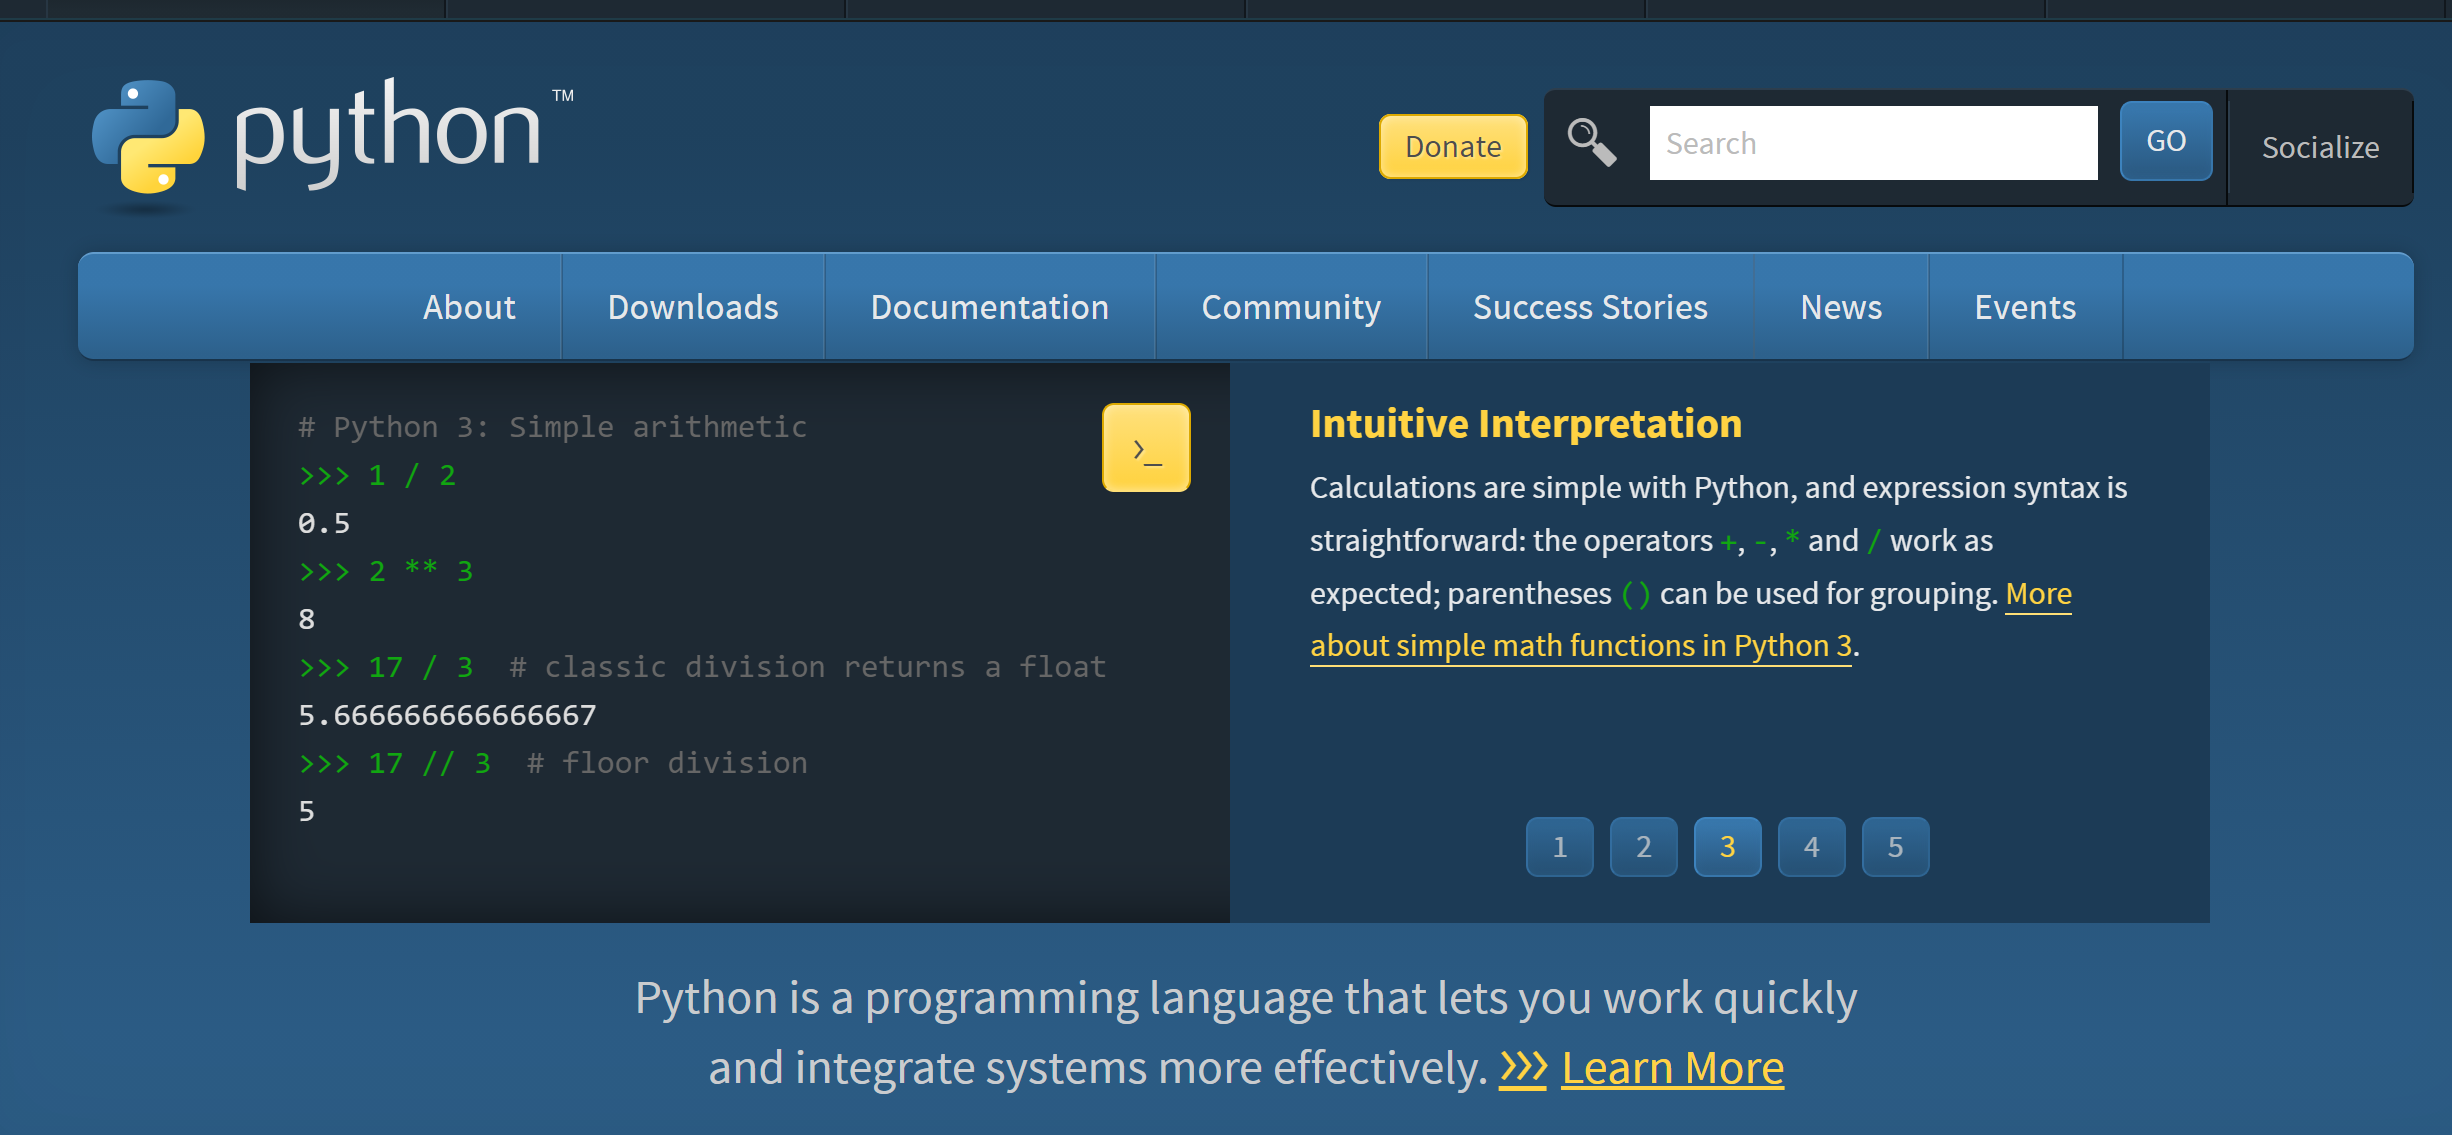 python™
Donate
Search
GO
Socialize
About
Downloads
Documentation
Community
Success Stories
News
Events
# Python 3: Simple arithmetic
>>> 1 / 2
0.5
>>> 2 ** 3
8
>>> 17 / 3  # classic division returns a float
5.666666666666667
>>> 17 // 3  # floor division
5
>_
Intuitive Interpretation
Calculations are simple with Python, and expression syntax is
straightforward: the operators +, -, * and / work as
expected; parentheses () can be used for grouping. More
about simple math functions in Python 3.
1
2
3
4
5
Python is a programming language that lets you work quickly
and integrate systems more effectively. >>> Learn More